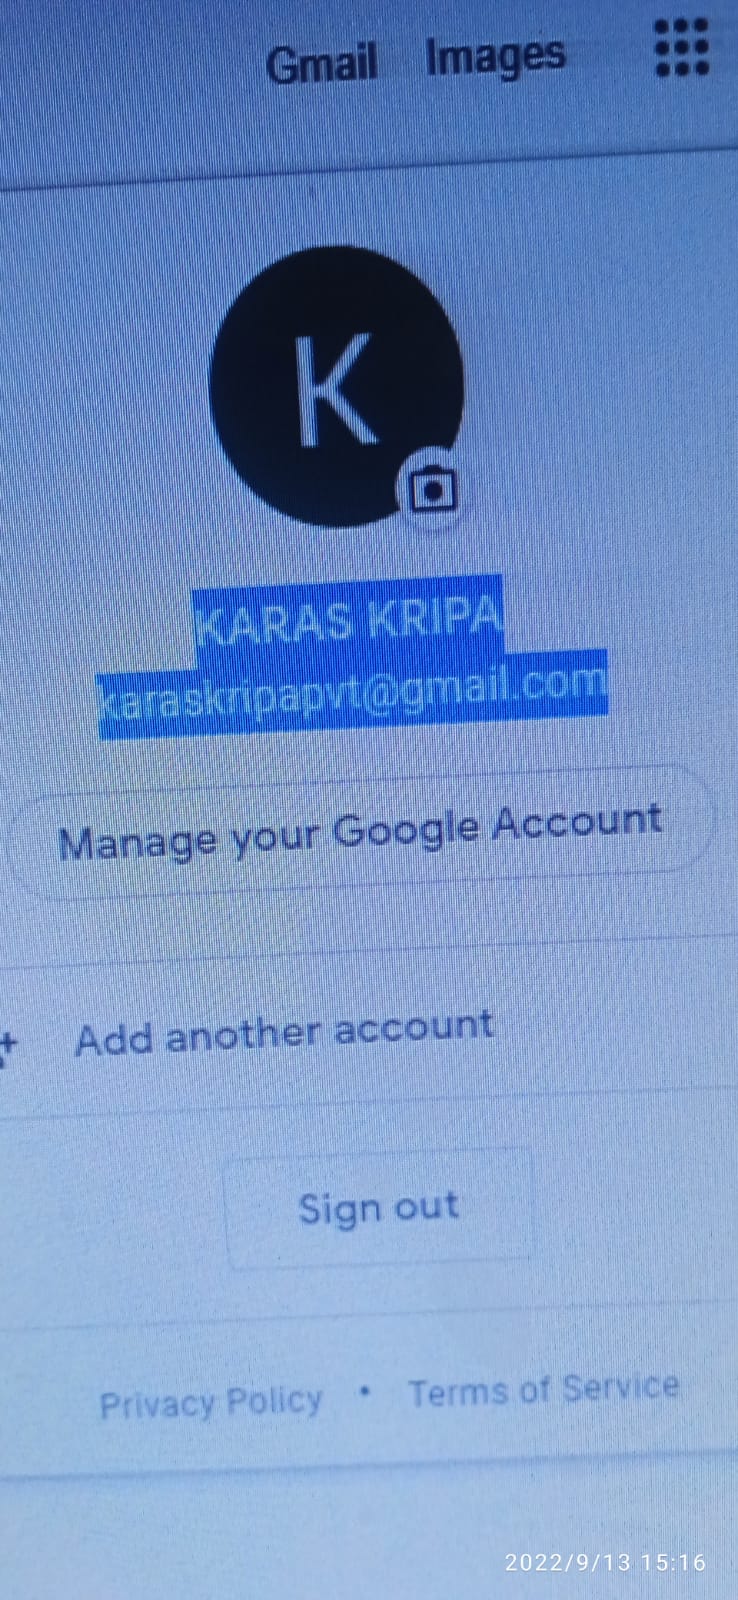 Gmail Images
K
KARAS KRIPA
karaskripapvt@gmail.com
Manage your Google Account
Add another account
Sign out
Privacy Policy • Terms of Service
2022/9/13 15:16